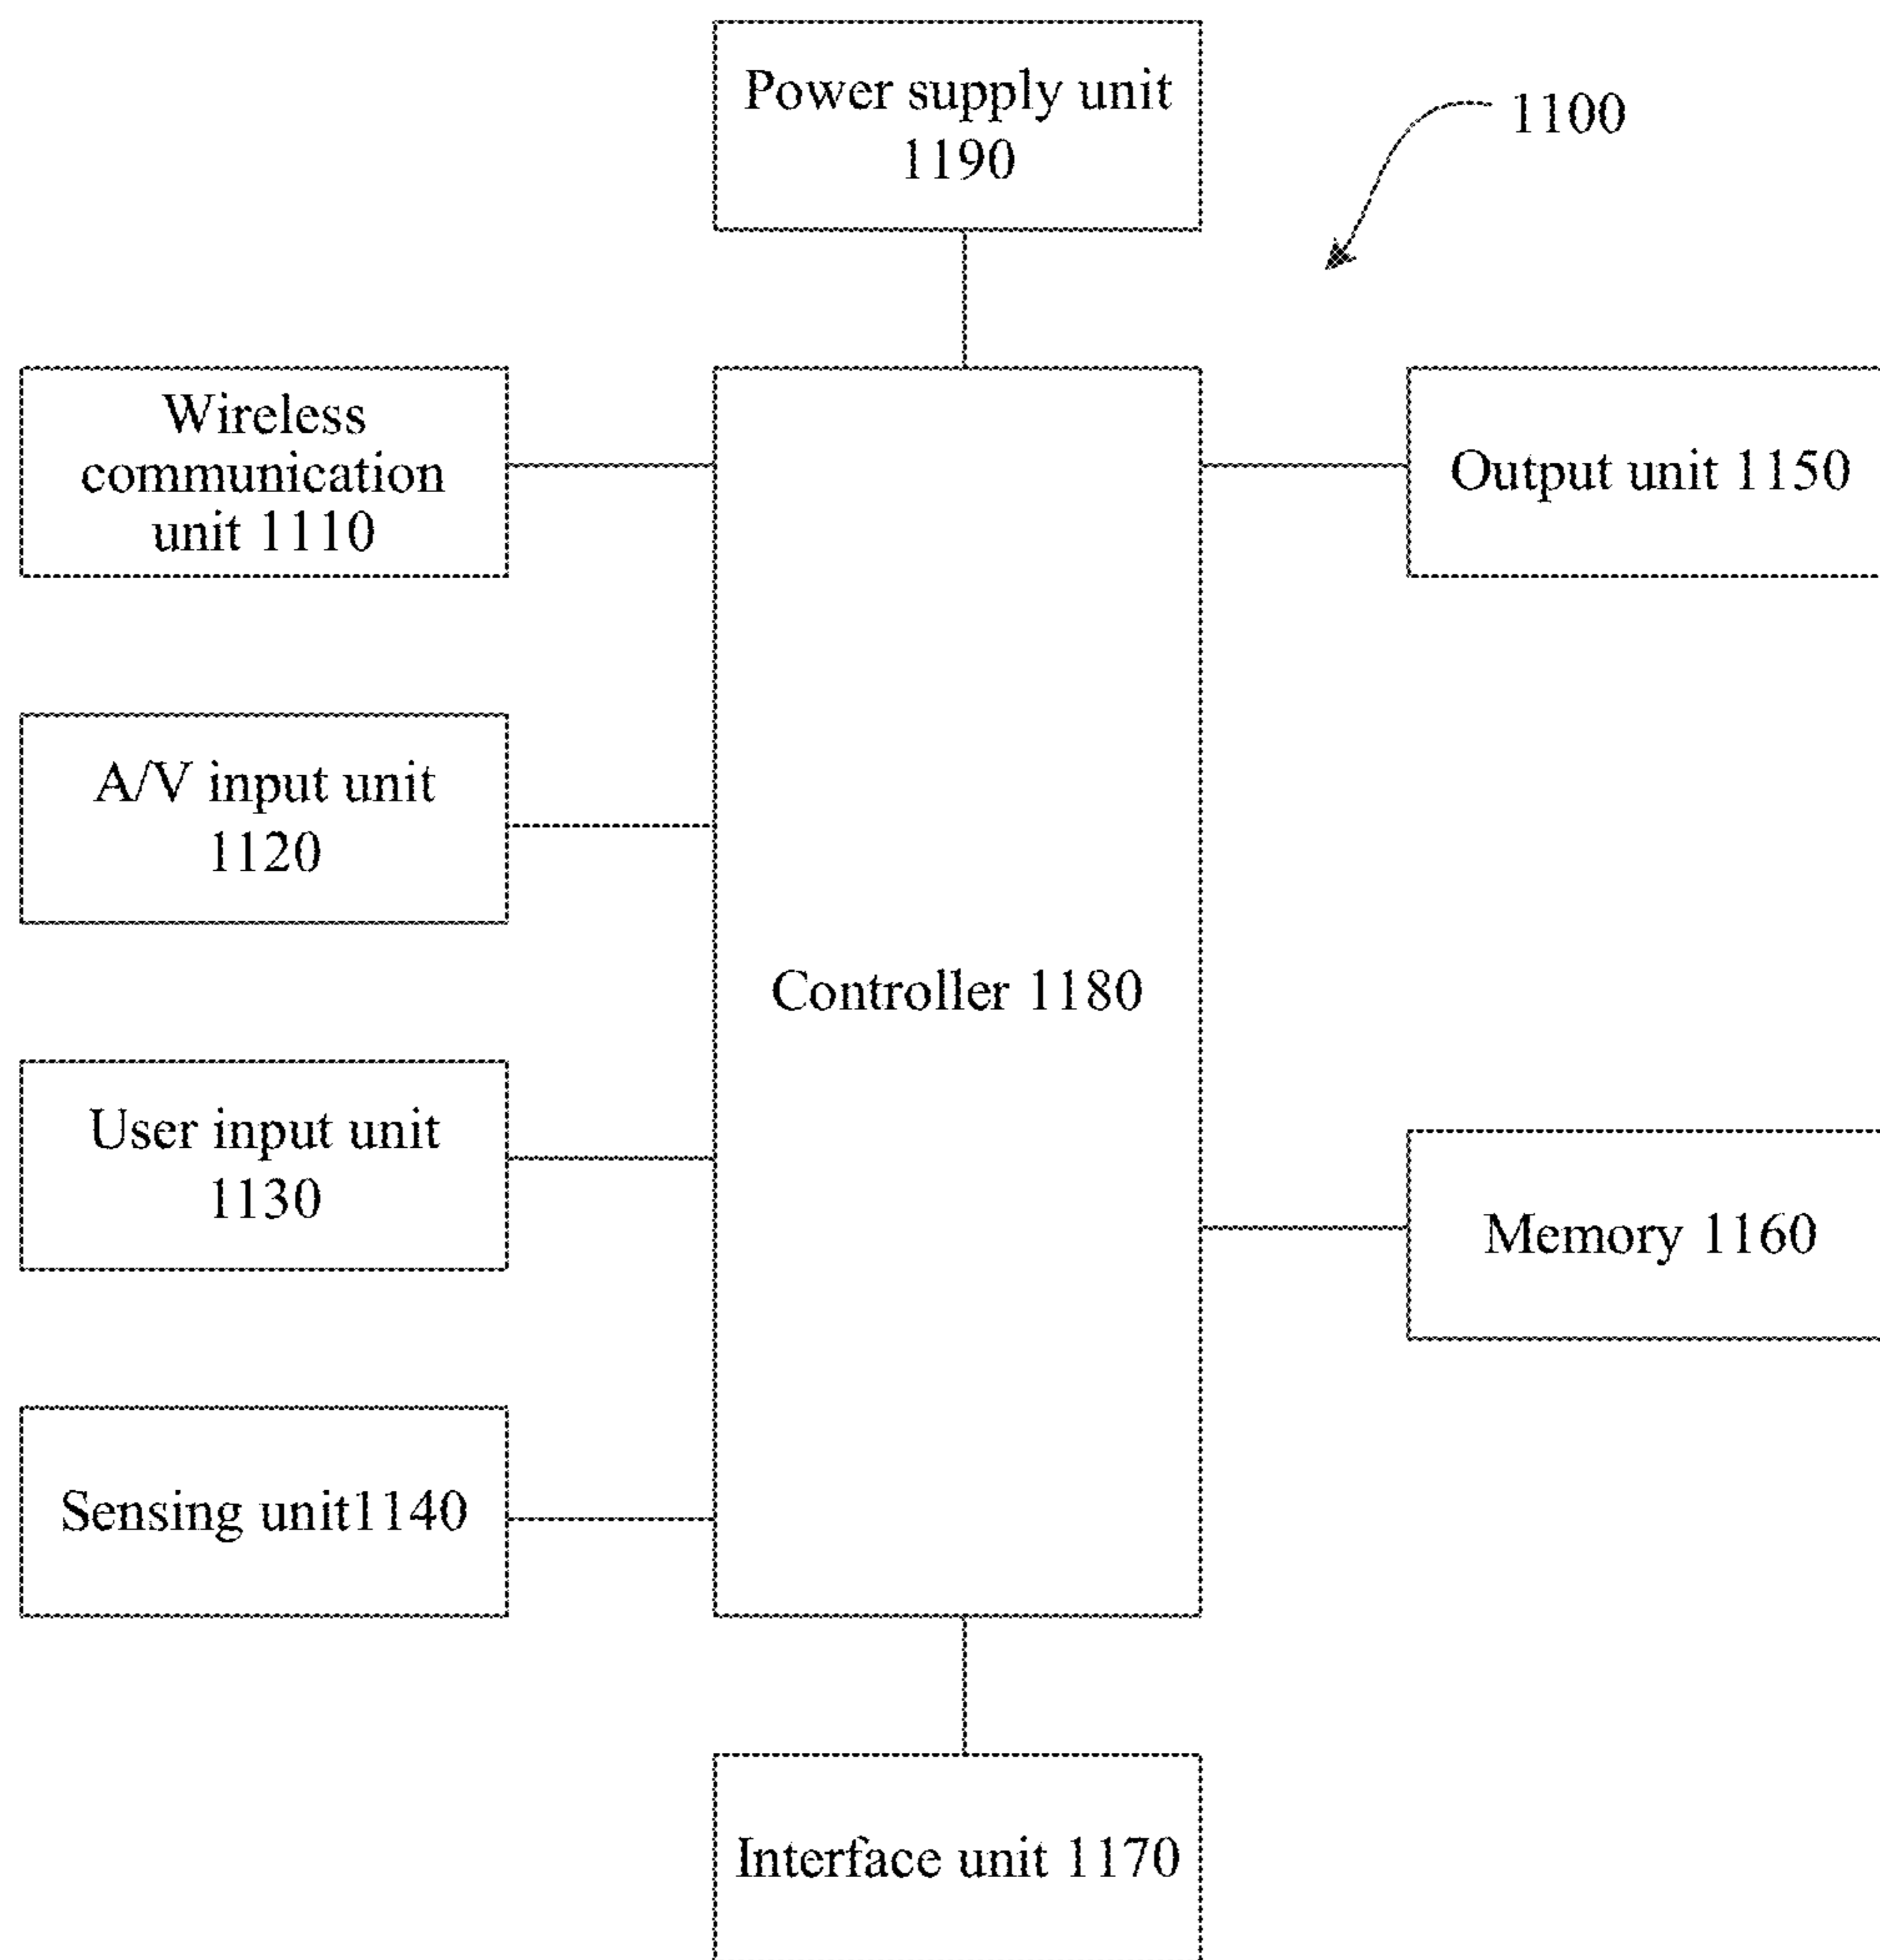 Power supply unit
1190
1100
Wireless
communication
unit 1110
Output unit 1150
A/V input unit
1120
Controller 1180
User input unit
1130
Memory 1160
Sensing unit1140
Interface unit 1170